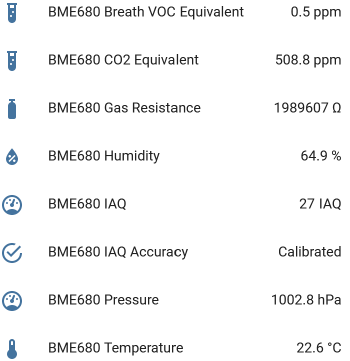 BME680 Breath VOC Equivalent 0.5 ppm
BME680 CO2 Equivalent 508.8 ppm
BME680 Gas Resistance 1989607 Ω
BME680 Humidity 64.9 %
BME680 IAQ 27 IAQ
BME680 IAQ Accuracy Calibrated
BME680 Pressure 1002.8 hPa
BME680 Temperature 22.6 °C